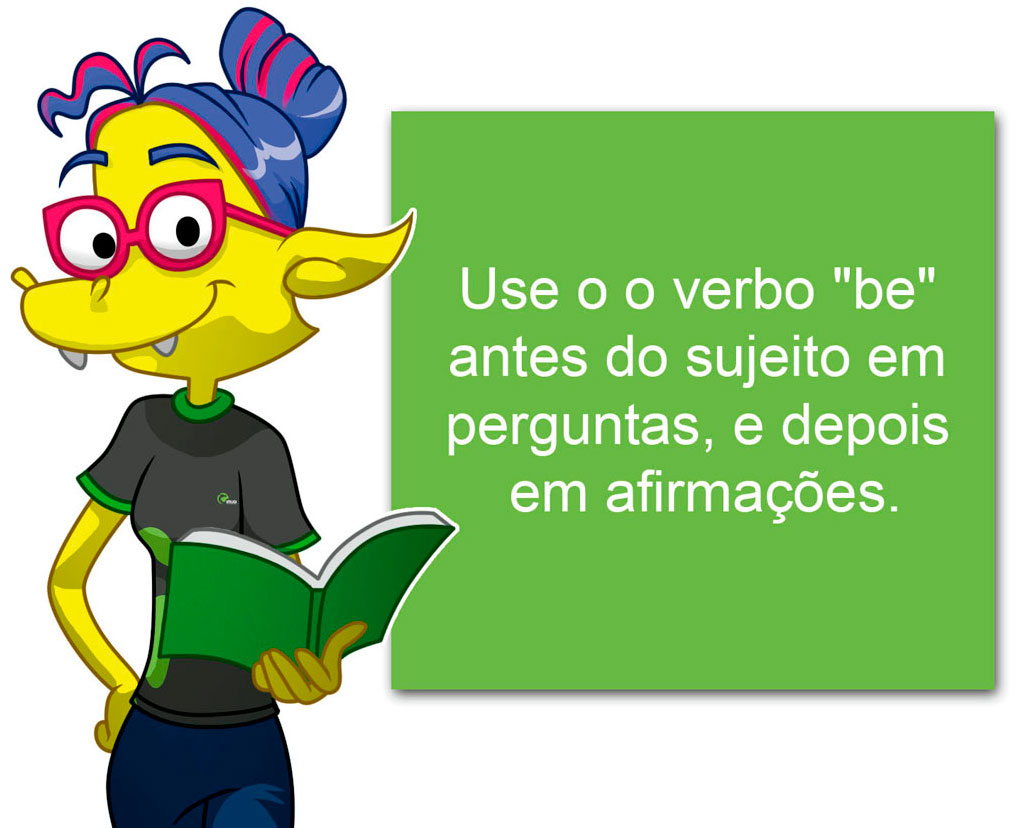 Use o o verbo "be"
antes do sujeito em
perguntas, e depois
em afirmações.